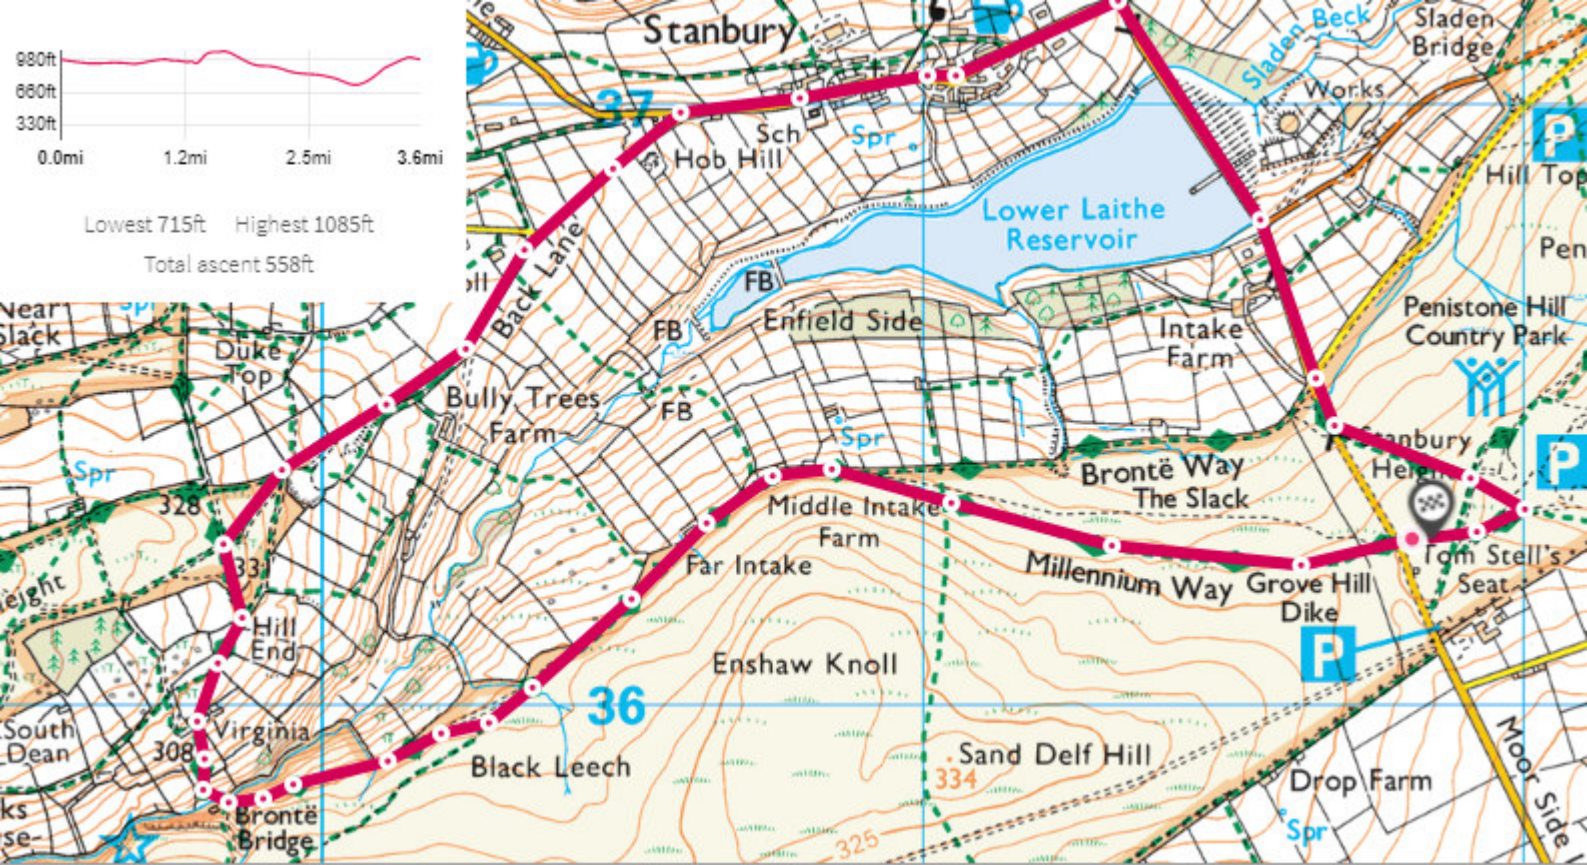 980ft
660ft
330ft
0.0mi 1.2mi 2.5mi 3.6mi
Lowest 715ft Highest 1085ft
Total ascent 558ft
Stanbury
Sladen Beck
Sladen
Bridge
Works
37
Sch
Spr
Hob Hill
P
Hill Top
Lower Laithe
Reservoir
Back Lane
FB
FB
Enfield Side
Intake
Farm
Penistone Hill
Country Park
Near
Slack
Spr
Duke
Top
Bully Trees
Farm
FB
Spr
Stanbury
Height
P
Spr
328
Brontë Way
The Slack
Middle Intake
Farm
Far Intake
Millennium Way
Grove Hill
Dike
Tom Stell's
Seat
33
Hill
End
P
Enshaw Knoll
36
South
Dean
308
Virginia
Black Leech
Sand Delf Hill
334
Drop Farm
Moor Side
Brontë
Bridge
325
Spr